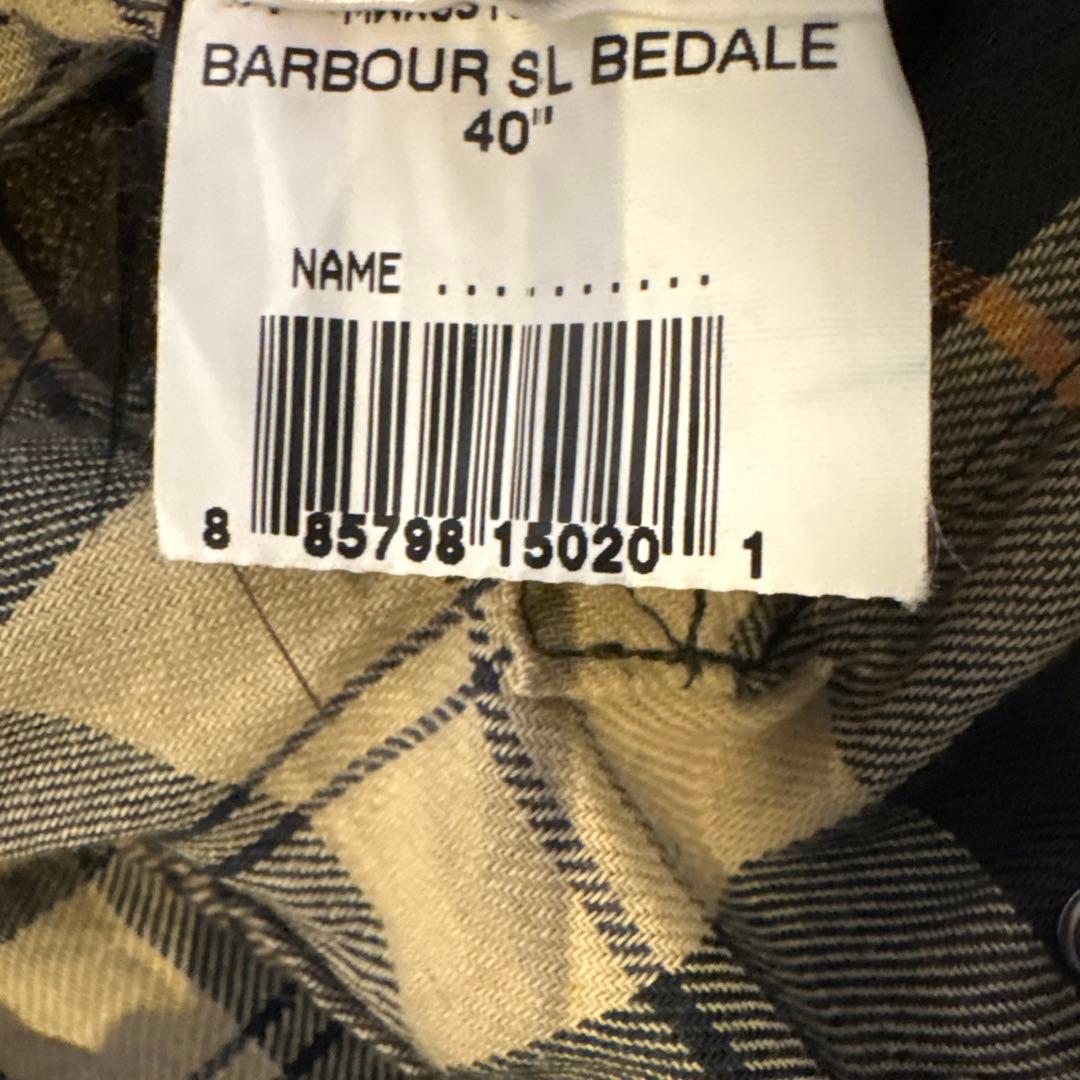 BARBOUR SL BEDALE
40"
NAME ..........
8 85798 15020 1